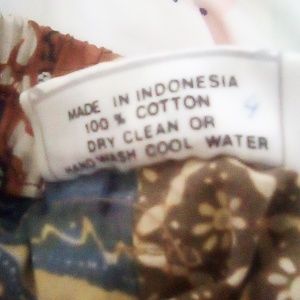 MADE IN INDONESIA
100 % COTTON
DRY CLEAN OR
HAND WASH COOL WATER